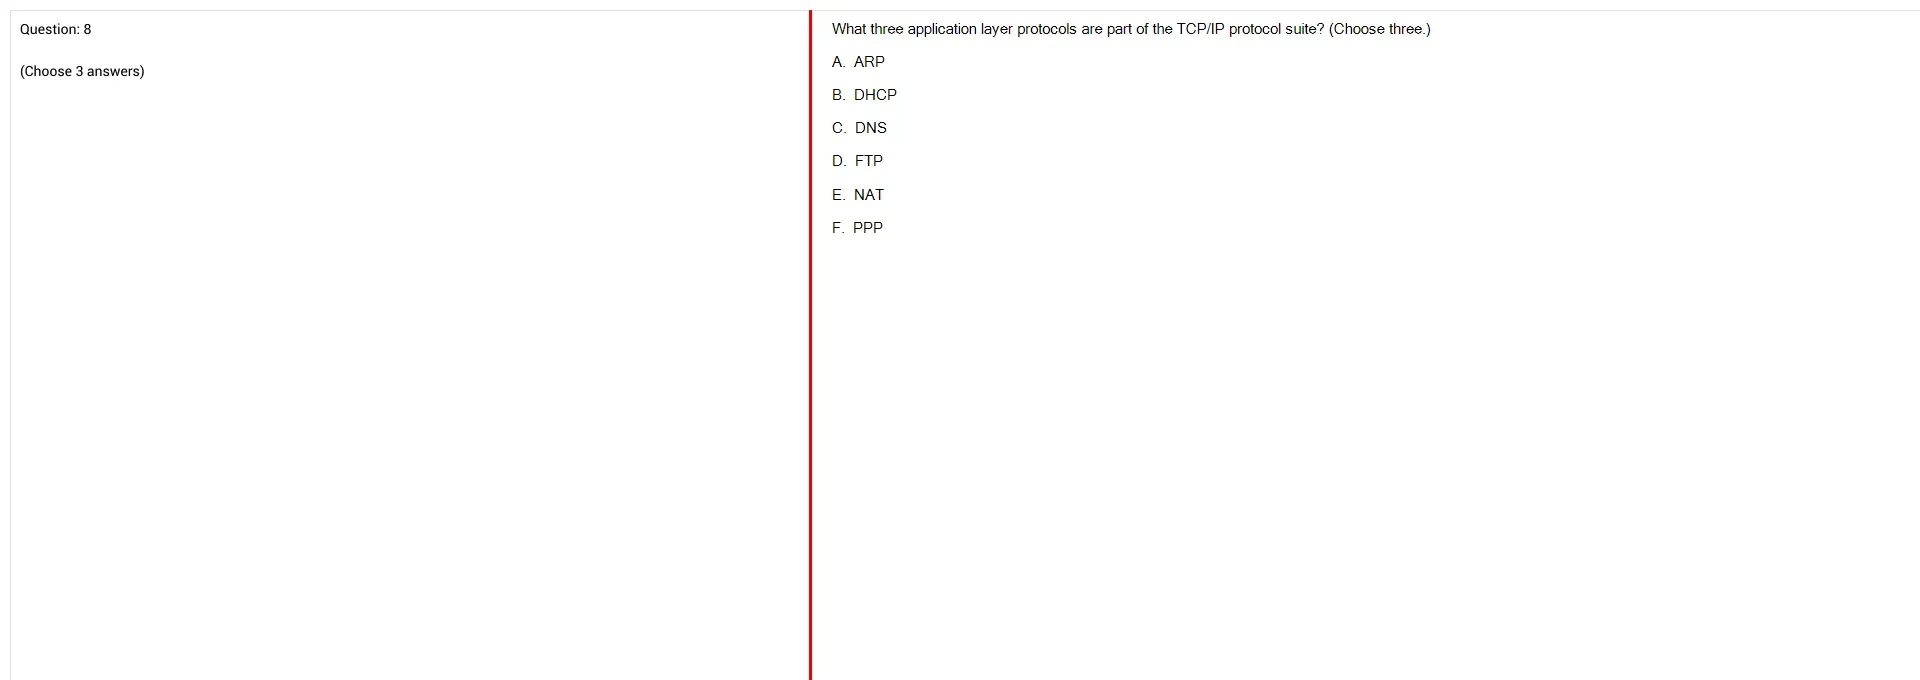 Question: 8
(Choose 3 answers)
What three application layer protocols are part of the TCP/IP protocol suite? (Choose three.)
A. ARP
B. DHCP
C. DNS
D. FTP
E. NAT
F. PPP